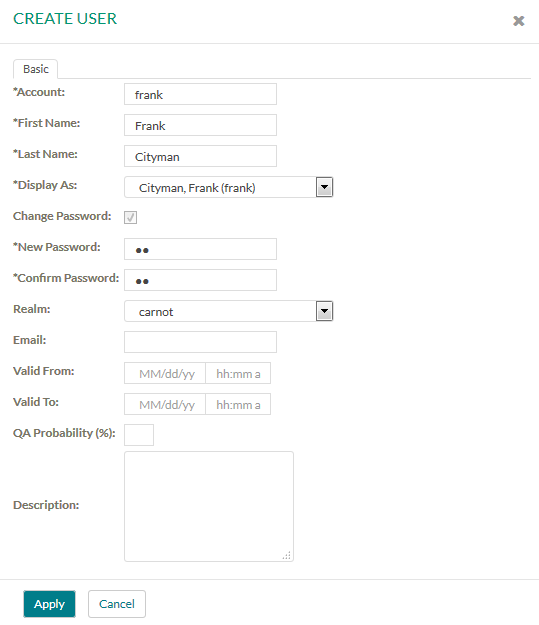 CREATE USER
Basic
*Account: frank
*First Name: Frank
*Last Name: Cityman
*Display As: Cityman, Frank (frank)
Change Password:
*New Password: ●●
*Confirm Password: ●●
Realm: carnot
Email:
Valid From: MM/dd/yy hh:mm a
Valid To: MM/dd/yy hh:mm a
QA Probability (%):
Description:
Apply Cancel